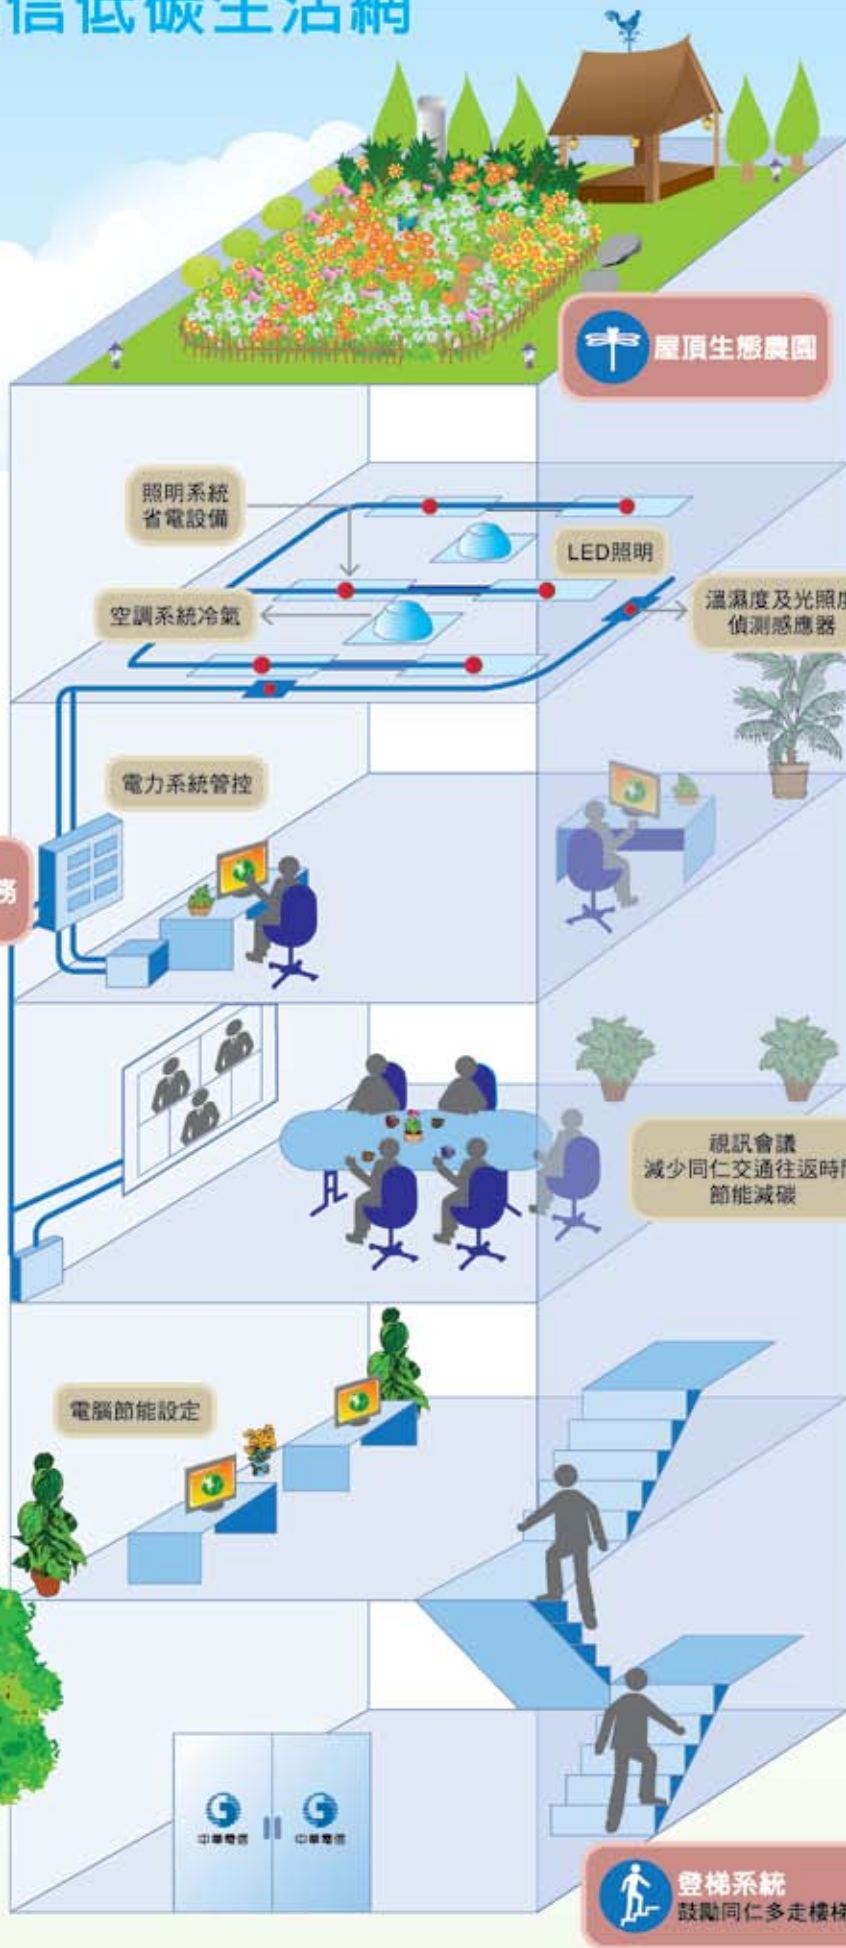 信低碳生活網
屋頂生態農園
照明系統
省電設備
LED照明
空調系統冷氣
溫濕度及光照度
偵測感應器
電力系統管控
務
視訊會議
減少同仁交通往返時間
節能減碳
電腦節能設定
中華電信
中華電信
登梯系統
鼓勵同仁多走樓梯